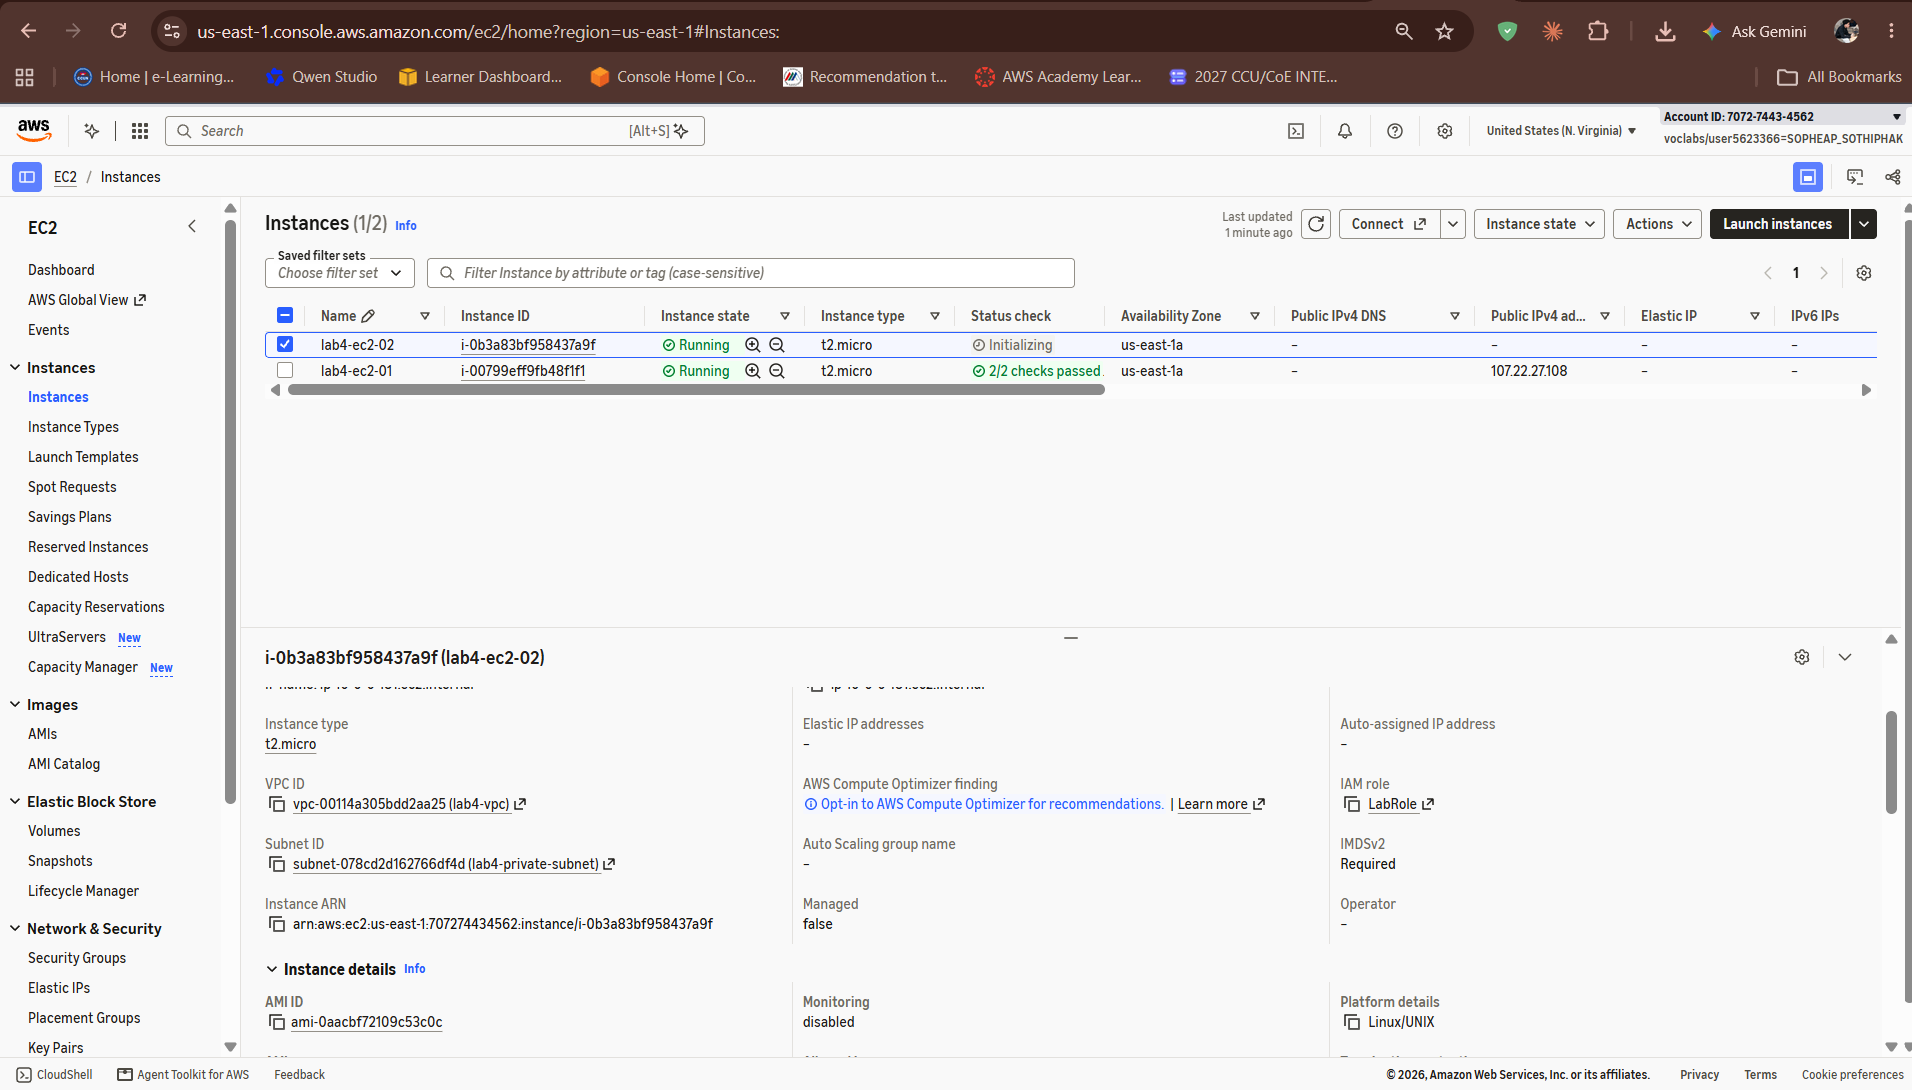 us-east-1.console.aws.amazon.com/ec2/home?region=us-east-1#Instances:
Ask Gemini
Home | e-Learning...
Qwen Studio
Learner Dashboard...
Console Home | Co...
Recommendation t...
AWS Academy Lear...
2027 CCU/CoE INTE...
All Bookmarks
aws
Search
[Alt+S]
United States (N. Virginia)
Account ID: 7072-7443-4562
voclabs/user5623366=SOPHEAP_SOTHIPHAK
EC2 / Instances
EC2
Dashboard
AWS Global View
Events
Instances
Instances
Instance Types
Launch Templates
Spot Requests
Savings Plans
Reserved Instances
Dedicated Hosts
Capacity Reservations
UltraServers New
Capacity Manager New
Images
AMIs
AMI Catalog
Elastic Block Store
Volumes
Snapshots
Lifecycle Manager
Network & Security
Security Groups
Elastic IPs
Placement Groups
Key Pairs
Instances (1/2) Info
Last updated
1 minute ago
Connect
Instance state
Actions
Launch instances
Saved filter sets
Choose filter set
Filter Instance by attribute or tag (case-sensitive)
1
Name Instance ID Instance state Instance type Status check Availability Zone Public IPv4 DNS Public IPv4 ad... Elastic IP IPv6 IPs
lab4-ec2-02 i-0b3a83bf958437a9f Running t2.micro Initializing us-east-1a – – – –
lab4-ec2-01 i-00799eff9fb48f1f1 Running t2.micro 2/2 checks passed us-east-1a – 107.22.27.108 – –
i-0b3a83bf958437a9f (lab4-ec2-02)
Instance type
t2.micro
Elastic IP addresses
–
Auto-assigned IP address
–
VPC ID
vpc-00114a305bdd2aa25 (lab4-vpc)
AWS Compute Optimizer finding
Opt-in to AWS Compute Optimizer for recommendations. | Learn more
IAM role
LabRole
Subnet ID
subnet-078cd2d162766df4d (lab4-private-subnet)
Auto Scaling group name
–
IMDSv2
Required
Instance ARN
arn:aws:ec2:us-east-1:707274434562:instance/i-0b3a83bf958437a9f
Managed
false
Operator
–
Instance details Info
AMI ID
ami-0aacbf72109c53c0c
Monitoring
disabled
Platform details
Linux/UNIX
CloudShell
Agent Toolkit for AWS
Feedback
© 2026, Amazon Web Services, Inc. or its affiliates.
Privacy
Terms
Cookie preferences